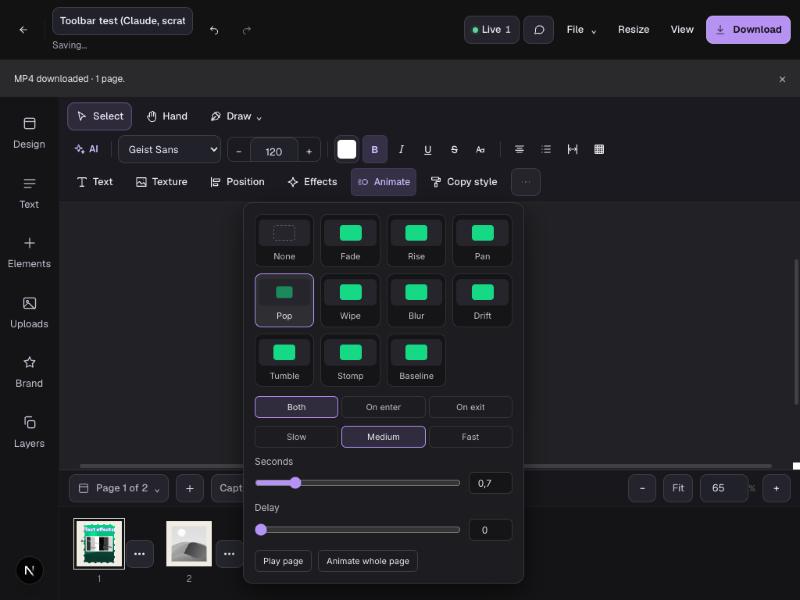 Toolbar test (Claude, scrat
Saving…
Live 1
File
Resize
View
Download
MP4 downloaded · 1 page.
Design
Text
Elements
Uploads
Brand
Layers
Select
Hand
Draw
AI
Geist Sans
−
120
+
B
I
U
S
Aa
Text
Texture
Position
Effects
Animate
Copy style
None
Fade
Rise
Pan
Pop
Wipe
Blur
Drift
Tumble
Stomp
Baseline
Both
On enter
On exit
Slow
Medium
Fast
Seconds
0,7
Delay
0
Play page
Animate whole page
Page 1 of 2
+
Capt
−
Fit
65
%
+
Text effects
1
2
N